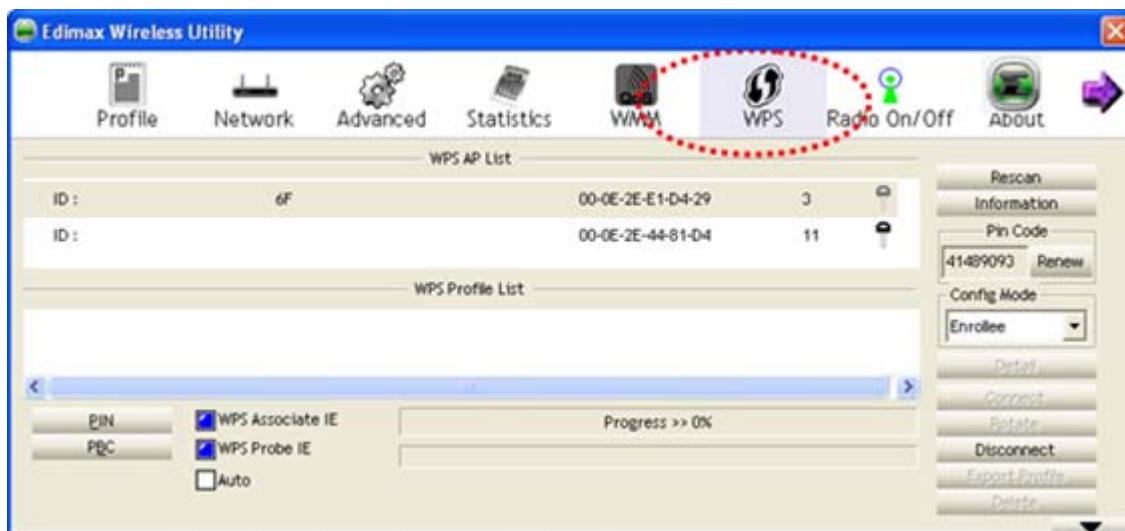 Edimax Wireless Utility
Profile Network Advanced Statistics WMM WPS Radio On/Off About
WPS AP List
ID : 6F 00-0E-2E-E1-D4-29 3
ID : 00-0E-2E-44-81-D4 11
Rescan
Information
Pin Code
41489093 Renew
WPS Profile List
Config Mode
Enrollee
Detail
Connect
Rotate
Disconnect
Export Profile
Delete
PIN WPS Associate IE Progress >> 0%
PBC WPS Probe IE
Auto